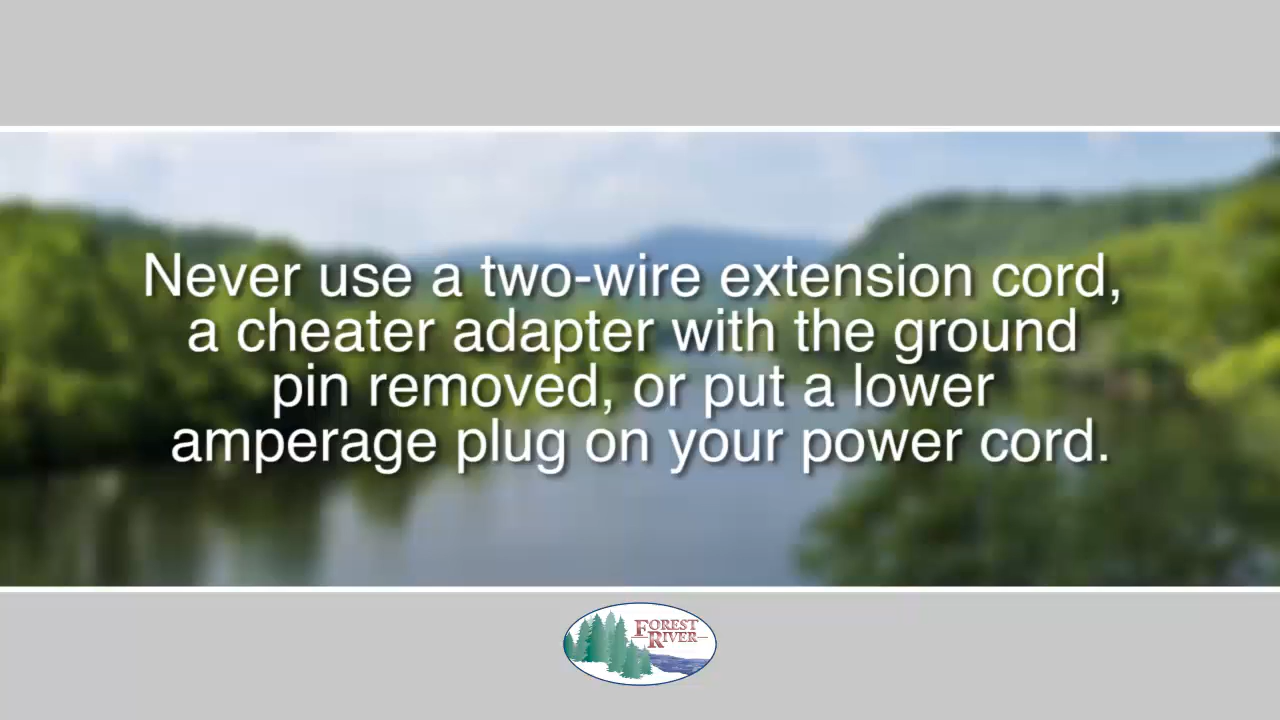 Never use a two-wire extension cord,
a cheater adapter with the ground
pin removed, or put a lower
amperage plug on your power cord.
FOREST
RIVER